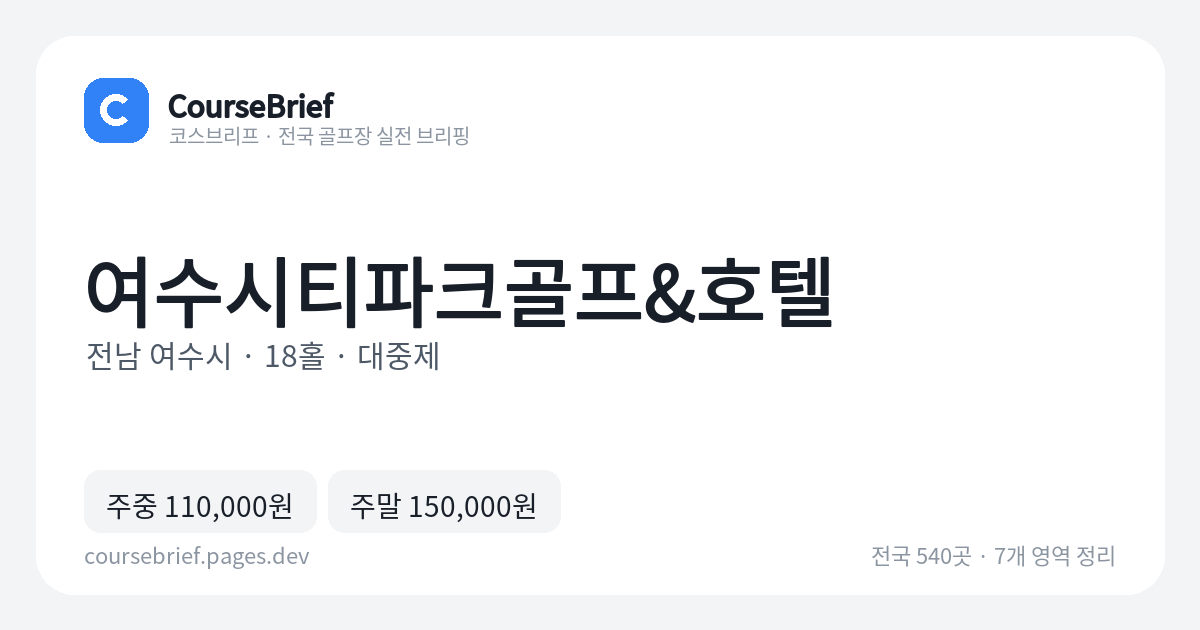 CourseBrief
코스브리프 · 전국 골프장 실전 브리핑
여수시티파크골프&호텔
전남 여수시 · 18홀 · 대중제
주중 110,000원 주말 150,000원
coursebrief.pages.dev 전국 540곳 · 7개 영역 정리